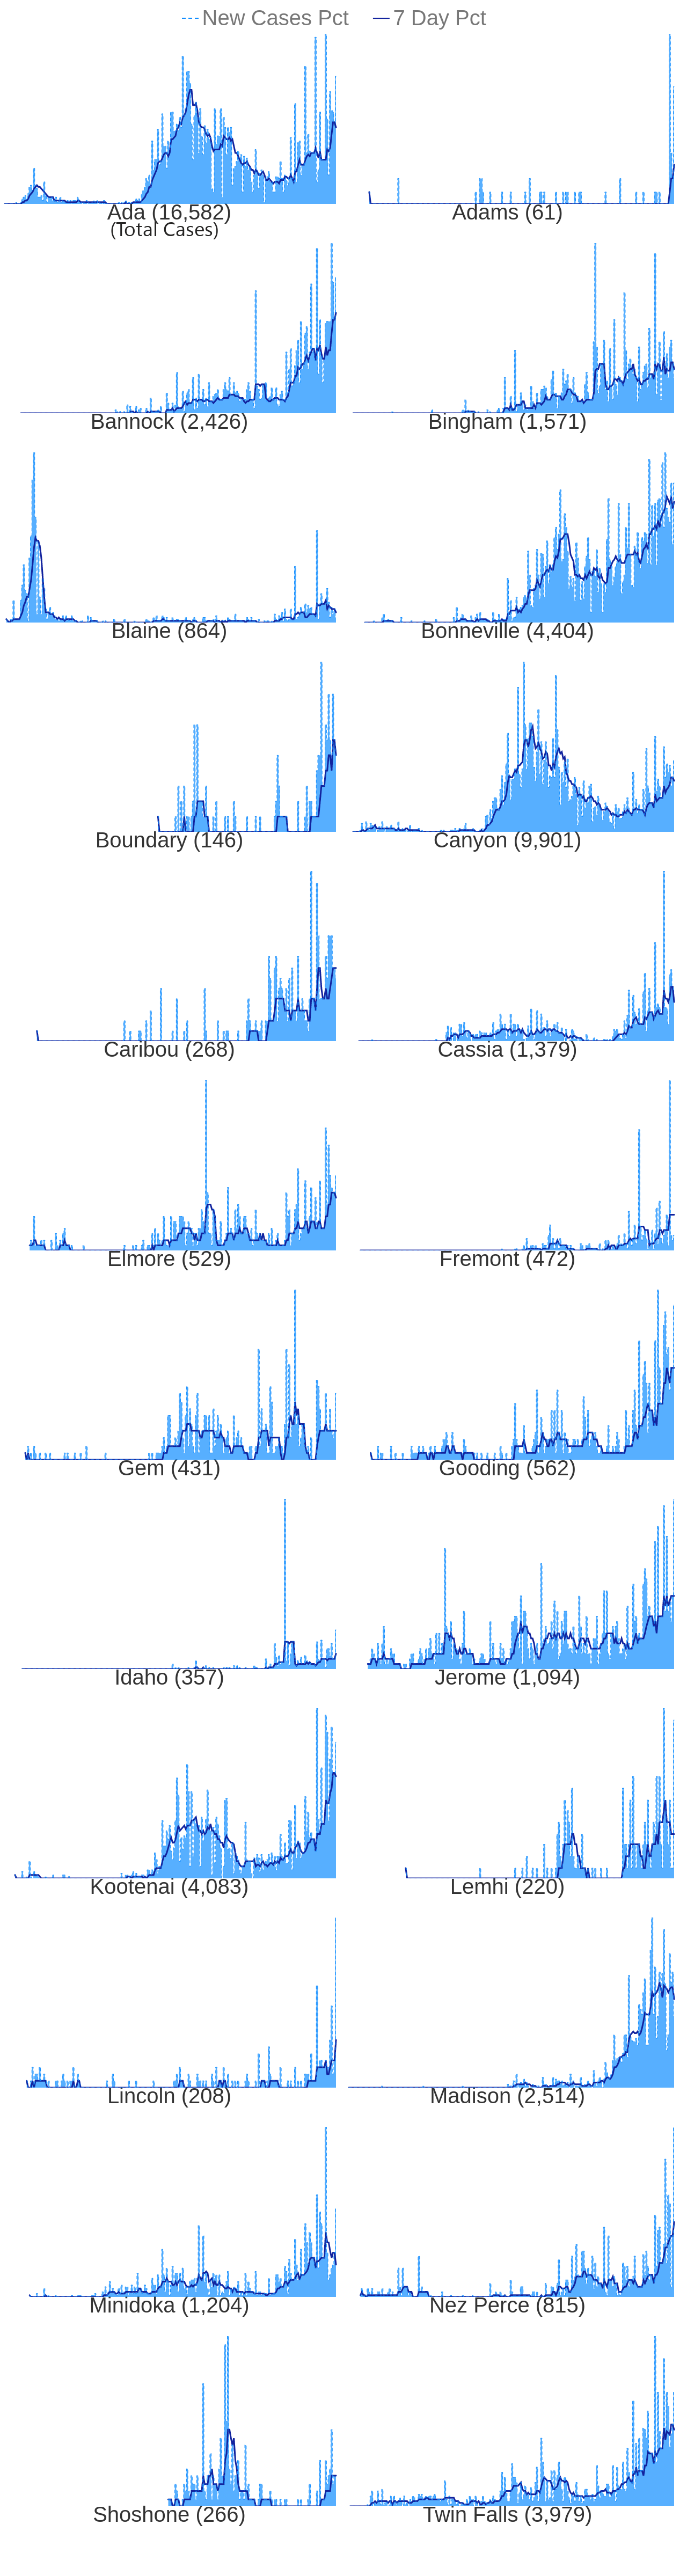 New Cases Pct 7 Day Pct
Ada (16,582) Adams (61)
(Total Cases)
Bannock (2,426) Bingham (1,571)
Blaine (864) Bonneville (4,404)
Boundary (146) Canyon (9,901)
Caribou (268) Cassia (1,379)
Elmore (529) Fremont (472)
Gem (431) Gooding (562)
Idaho (357) Jerome (1,094)
Kootenai (4,083) Lemhi (220)
Lincoln (208) Madison (2,514)
Minidoka (1,204) Nez Perce (815)
Shoshone (266) Twin Falls (3,979)